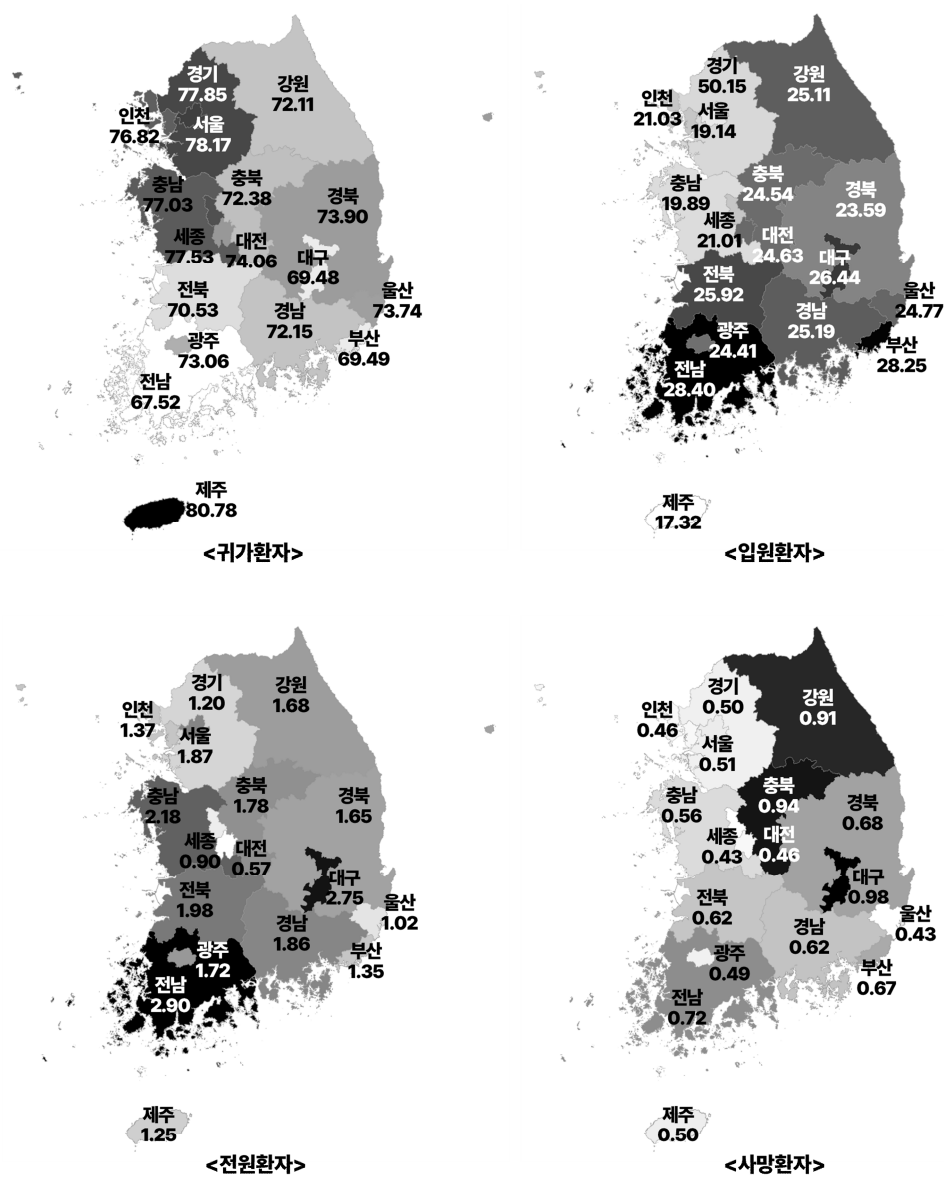 경기
77.85
강원
72.11
인천
76.82
서울
78.17
충남
77.03
충북
72.38
경북
73.90
세종
77.53
대전
74.06
대구
69.48
전북
70.53
경남
72.15
울산
73.74
광주
73.06
부산
69.49
전남
67.52
제주
80.78
<귀가환자>
경기
50.15
강원
25.11
인천
21.03
서울
19.14
충남
19.89
충북
24.54
경북
23.59
세종
21.01
대전
24.63
대구
26.44
전북
25.92
경남
25.19
울산
24.77
광주
24.41
부산
28.25
전남
28.40
제주
17.32
<입원환자>
경기
1.20
강원
1.68
인천
1.37
서울
1.87
충남
2.18
충북
1.78
경북
1.65
세종
0.90
대전
0.57
대구
2.75
전북
1.98
경남
1.86
울산
1.02
광주
1.72
부산
1.35
전남
2.90
제주
1.25
<전원환자>
경기
0.50
강원
0.91
인천
0.46
서울
0.51
충남
0.56
충북
0.94
경북
0.68
세종
0.43
대전
0.46
대구
0.98
전북
0.62
경남
0.62
울산
0.43
광주
0.49
부산
0.67
전남
0.72
제주
0.50
<사망환자>